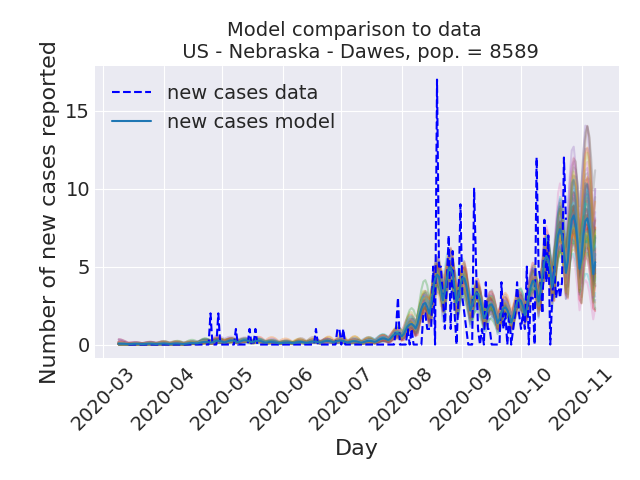 Model comparison to data
US - Nebraska - Dawes, pop. = 8589
new cases data
new cases model
Number of new cases reported
15
10
5
0
2020-03
2020-04
2020-05
2020-06
2020-07
2020-08
2020-09
2020-10
2020-11
Day